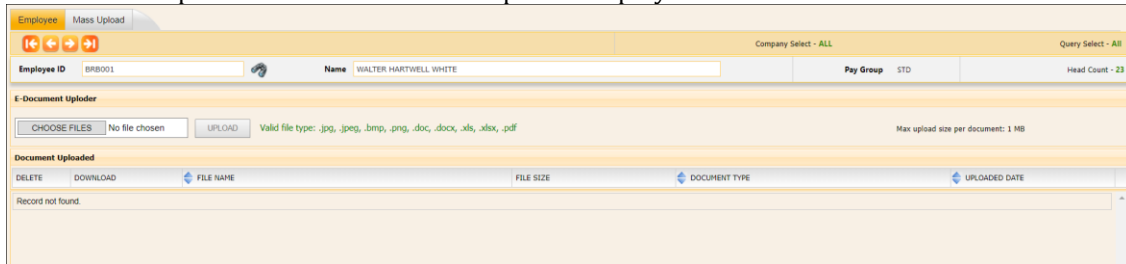 Employee Mass Upload
Company Select - ALL Query Select - All
Employee ID BRB001 Name WALTER HARTWELL WHITE Pay Group STD Head Count - 23
E-Document Uploder
CHOOSE FILES No file chosen UPLOAD Valid file type: .jpg, .jpeg, .bmp, .png, .doc, .docx, .xls, .xlsx, .pdf Max upload size per document: 1 MB
Document Uploaded
DELETE DOWNLOAD FILE NAME FILE SIZE DOCUMENT TYPE UPLOADED DATE
Record not found.